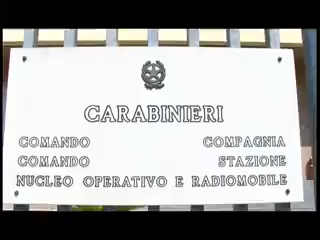 CARABINIERI
COMANDO COMPAGNIA
COMANDO STAZIONE
NUCLEO OPERATIVO E RADIOMOBILE